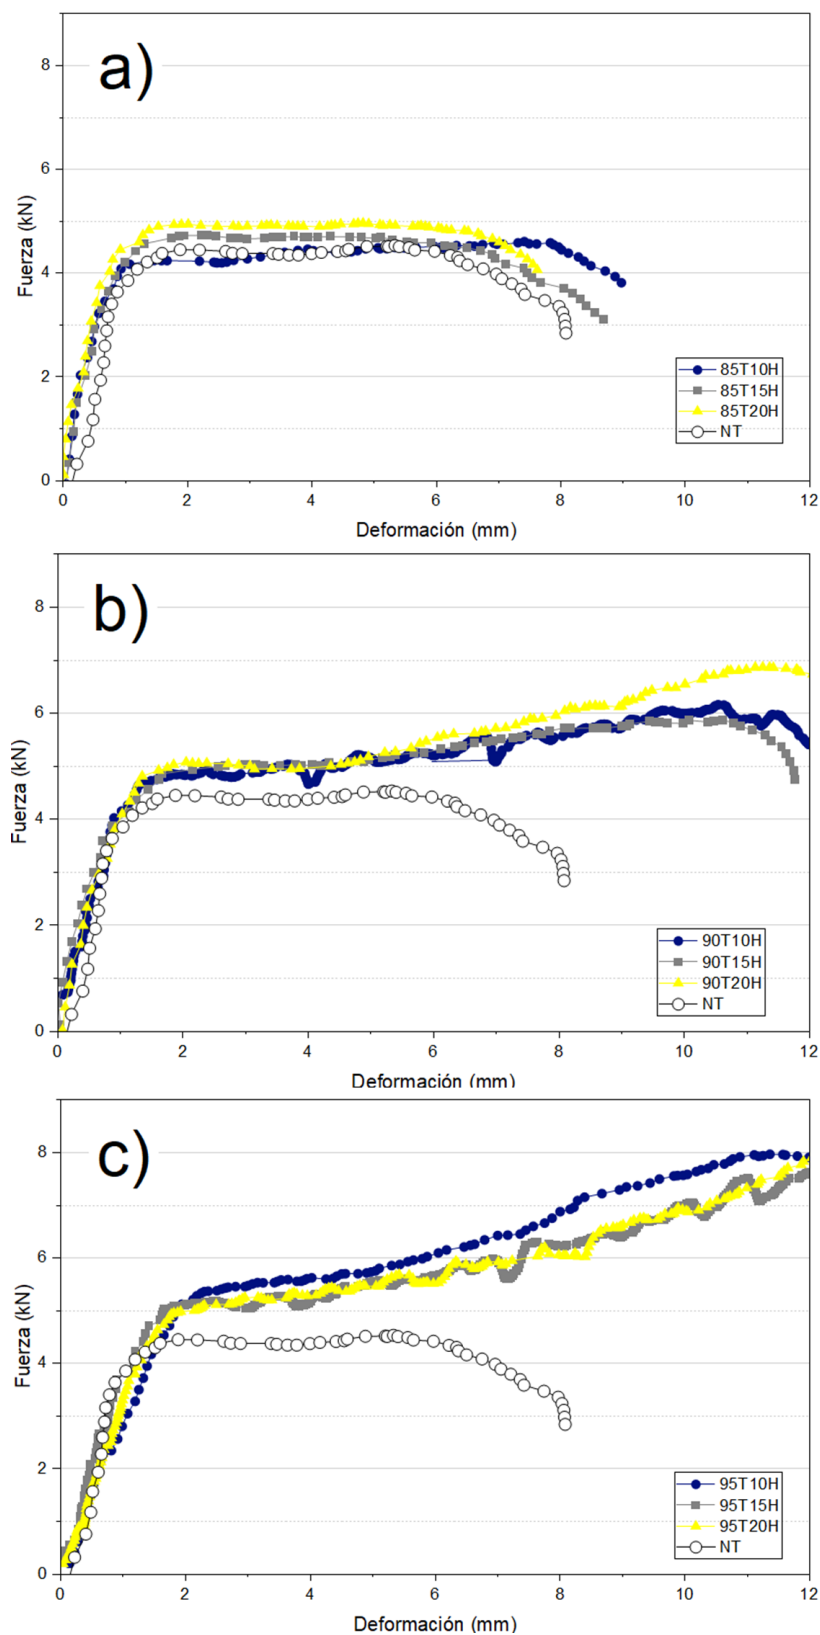 a)
8
6
4
2
0
Fuerza (kN)
85T10H
85T15H
85T20H
NT
0 2 4 6 8 10 12
Deformación (mm)
b)
8
6
4
2
0
Fuerza (kN)
90T10H
90T15H
90T20H
NT
0 2 4 6 8 10 12
Deformación (mm)
c)
8
6
4
2
0
Fuerza (kN)
95T10H
95T15H
95T20H
NT
0 2 4 6 8 10 12
Deformación (mm)